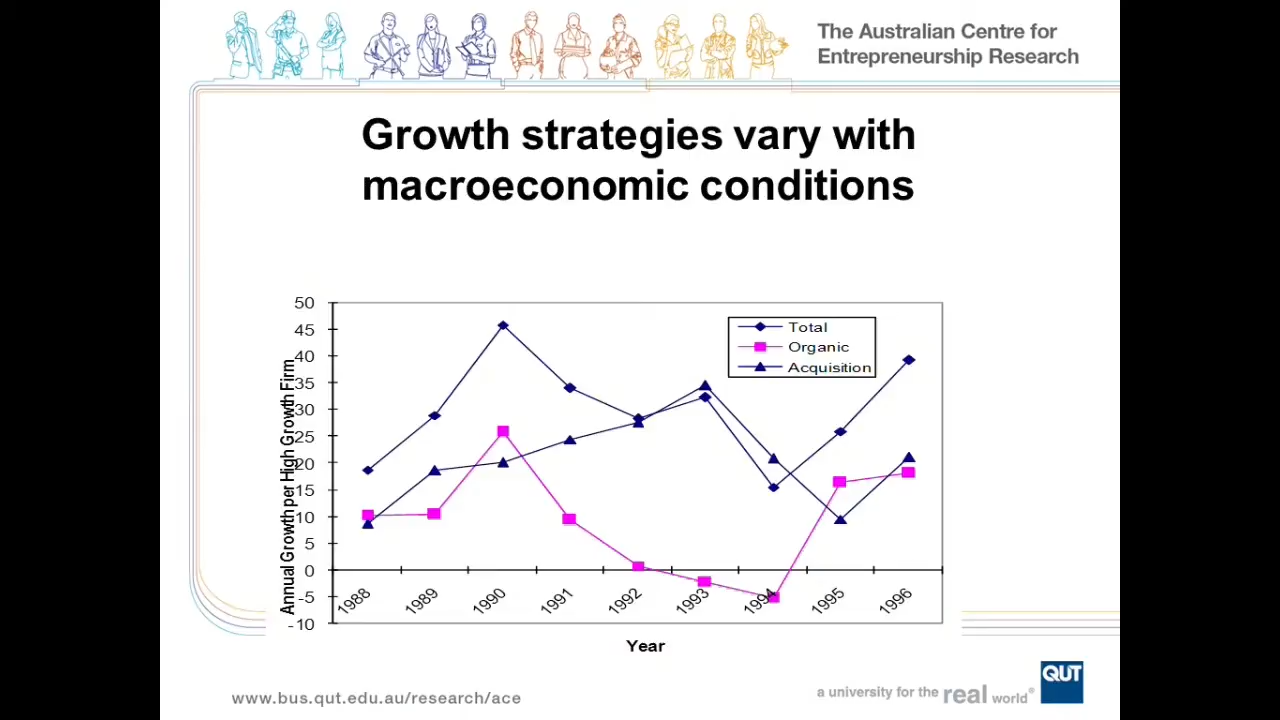 The Australian Centre for
Entrepreneurship Research
Growth strategies vary with
macroeconomic conditions
Annual Growth per High Growth Firm
50
45
40
35
30
25
20
15
10
5
0
-5
-10
Total
Organic
Acquisition
1988
1989
1990
1991
1992
1993
1994
1995
1996
Year
www.bus.qut.edu.au/research/ace
a university for the real world®
QUT